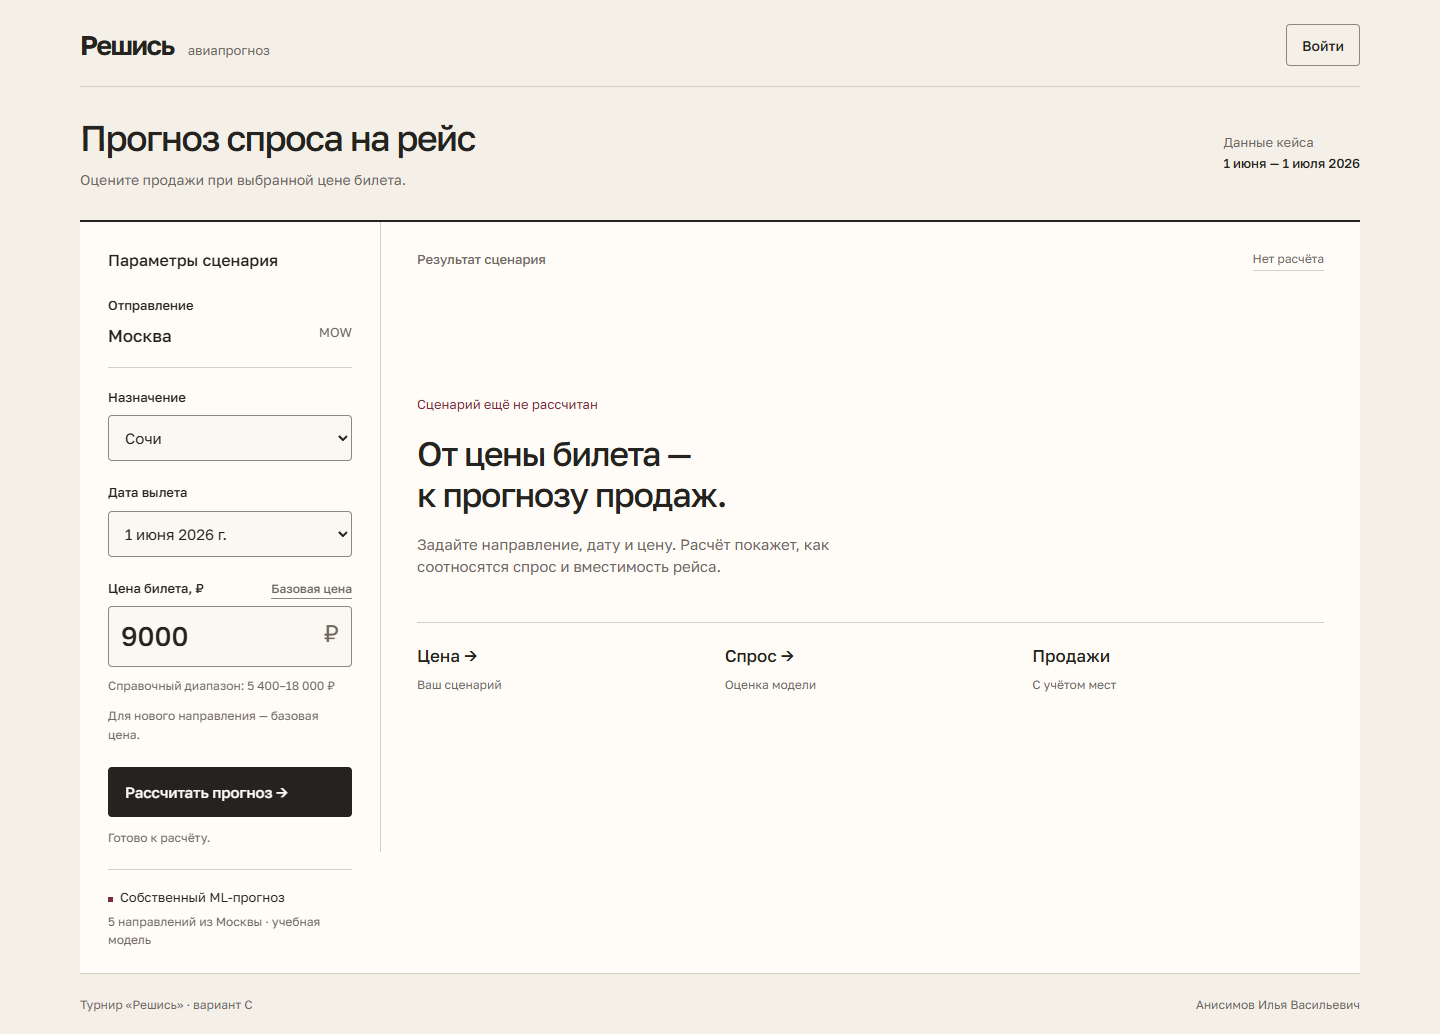 Решись авиапрогноз
Войти
Прогноз спроса на рейс
Оцените продажи при выбранной цене билета.
Данные кейса
1 июня — 1 июля 2026
Параметры сценария
Отправление
Москва MOW
Назначение
Сочи
Дата вылета
1 июня 2026 г.
Цена билета, ₽ Базовая цена
9000 ₽
Справочный диапазон: 5 400–18 000 ₽
Для нового направления — базовая
цена.
Рассчитать прогноз →
Готово к расчёту.
Собственный ML-прогноз
5 направлений из Москвы · учебная
модель
Результат сценария
Нет расчёта
Сценарий ещё не рассчитан
От цены билета —
к прогнозу продаж.
Задайте направление, дату и цену. Расчёт покажет, как
соотносятся спрос и вместимость рейса.
Цена →
Ваш сценарий
Спрос →
Оценка модели
Продажи
С учётом мест
Турнир «Решись» · вариант C
Анисимов Илья Васильевич